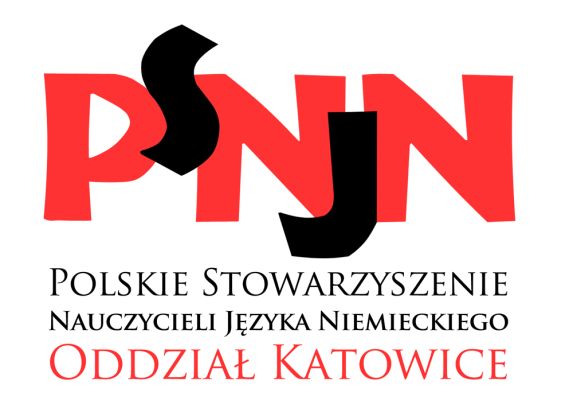 PSNJN
Polskie Stowarzyszenie
Nauczycieli Języka Niemieckiego
Oddział Katowice